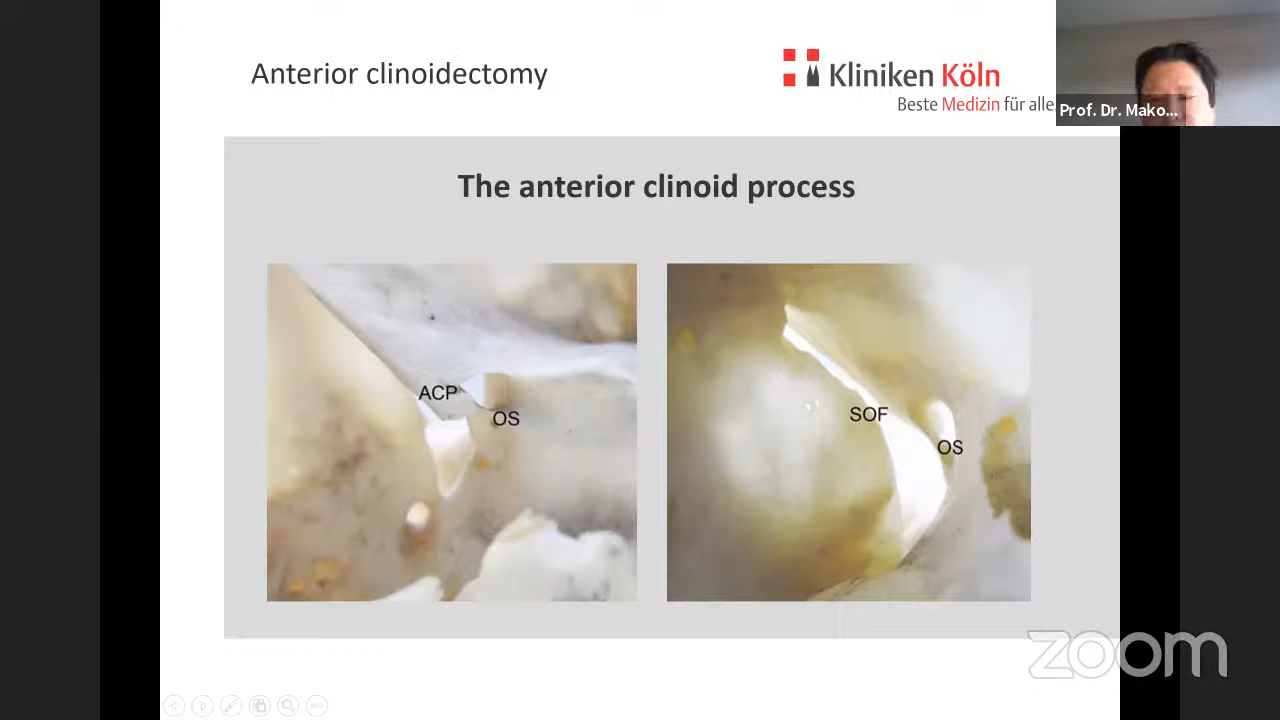 Anterior clinoidectomy
Kliniken Köln
Beste Medizin für alle
Prof. Dr. Mako...
The anterior clinoid process
ACP
OS
SOF
OS
zoom